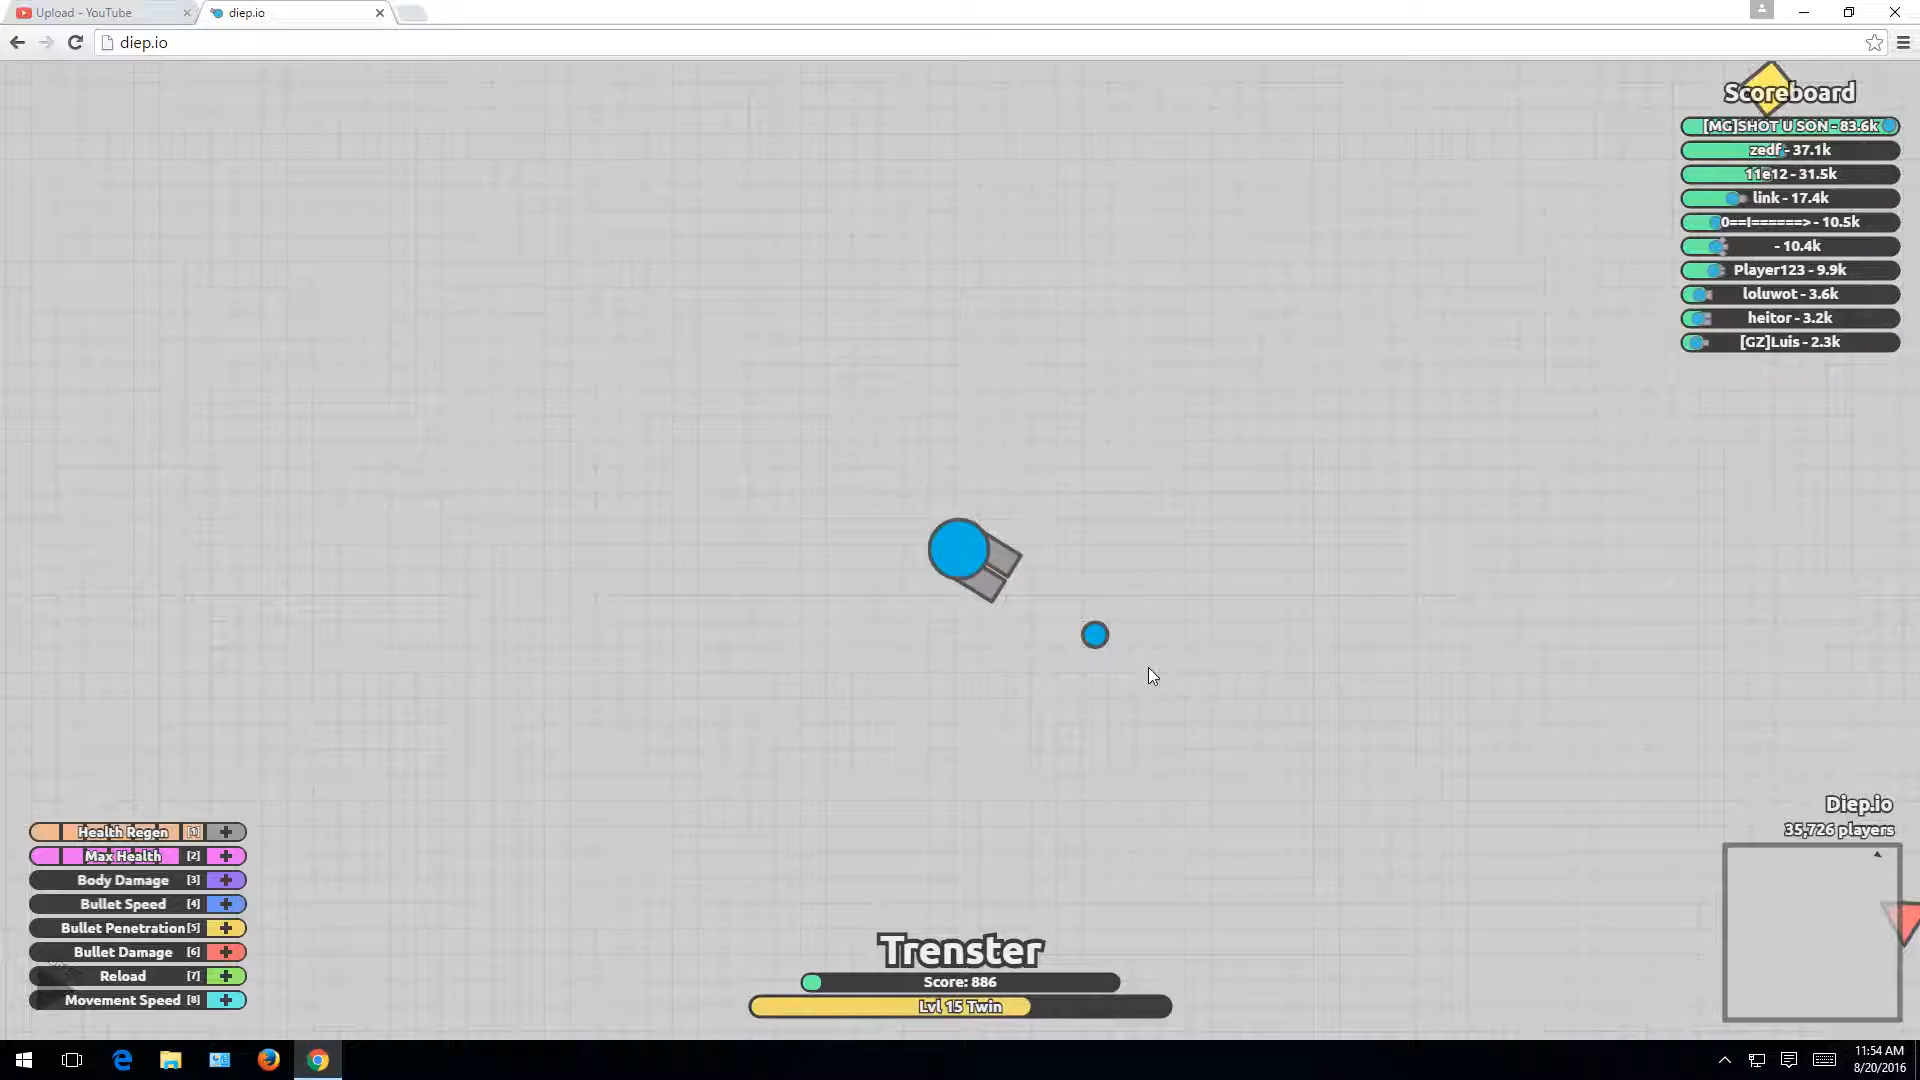 Upload - YouTube
diep.io
diep.io
Scoreboard
[MG]SHOT U SON - 83.6k
zedf - 37.1k
11e12 - 31.5k
link - 17.4k
0==!======> - 10.5k
- 10.4k
Player123 - 9.9k
loluwot - 3.6k
heitor - 3.2k
[GZ]Luis - 2.3k
Health Regen [1]
Max Health [2]
Body Damage [3]
Bullet Speed [4]
Bullet Penetration [5]
Bullet Damage [6]
Reload [7]
Movement Speed [8]
Trenster
Score: 886
Lvl 15 Twin
Diep.io
35,726 players
11:54 AM
8/20/2016